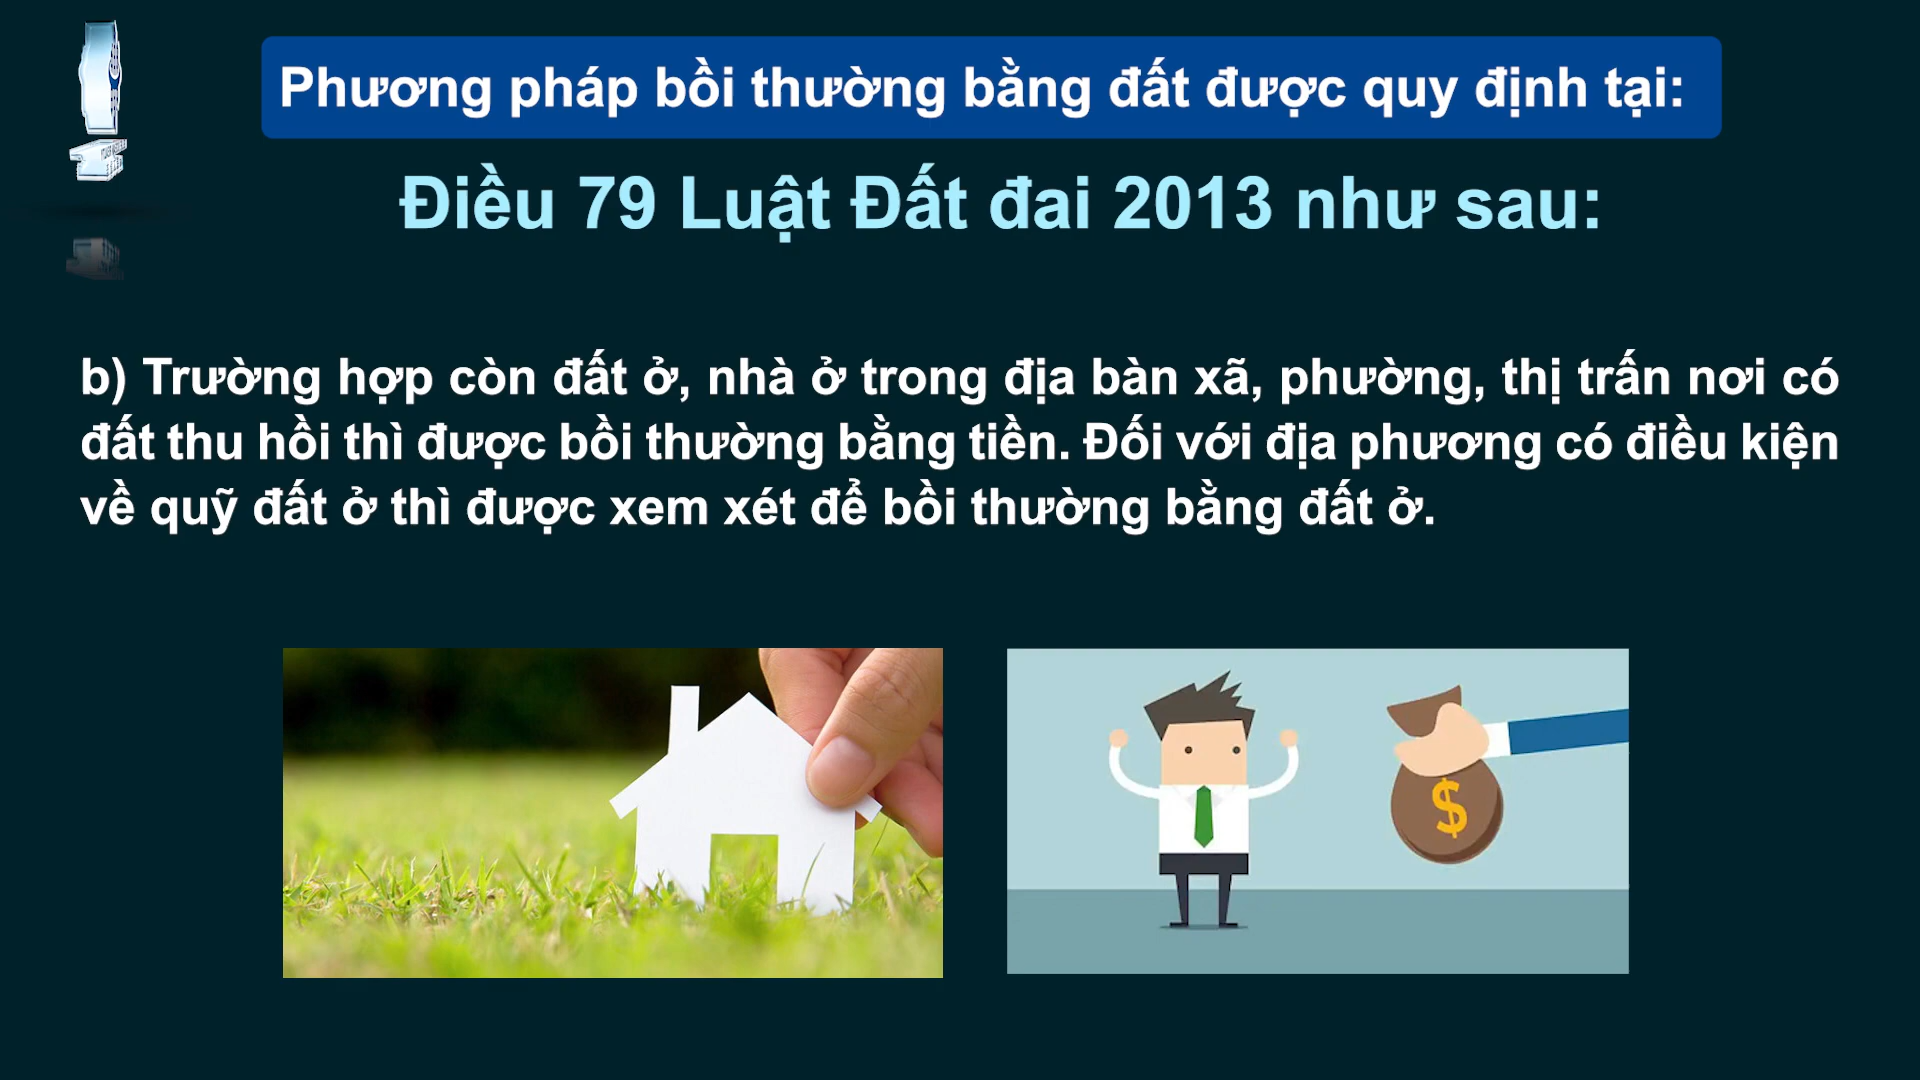 Phương pháp bồi thường bằng đất được quy định tại:
Điều 79 Luật Đất đai 2013 như sau:
b) Trường hợp còn đất ở, nhà ở trong địa bàn xã, phường, thị trấn nơi có
đất thu hồi thì được bồi thường bằng tiền. Đối với địa phương có điều kiện
về quỹ đất ở thì được xem xét để bồi thường bằng đất ở.
$